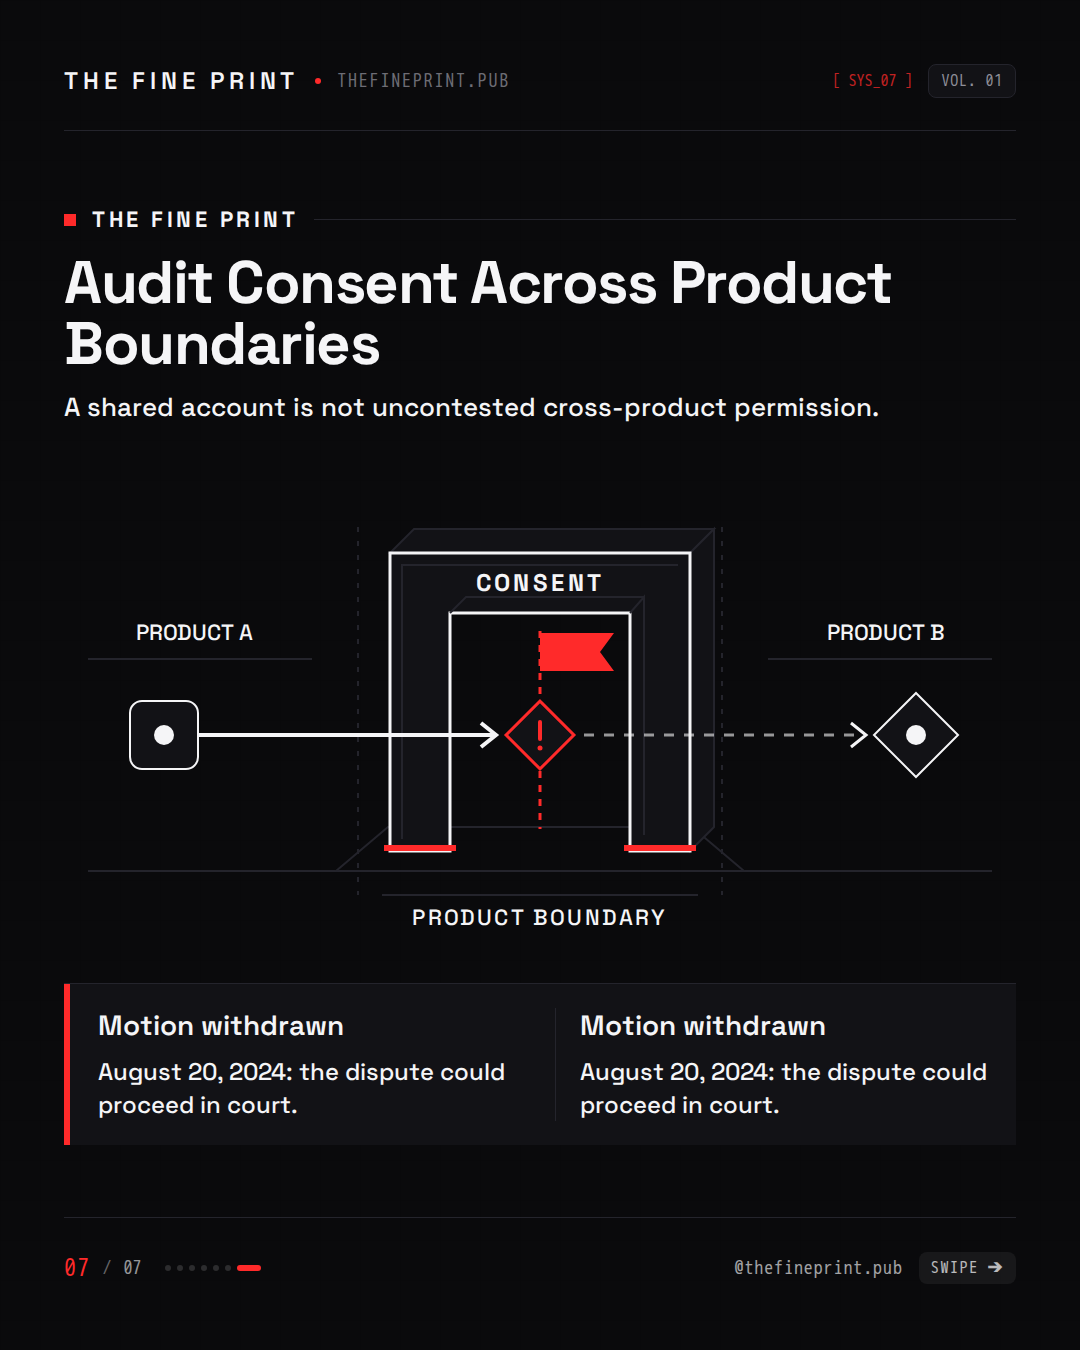 THE FINE PRINT • THEFINEPRINT.PUB
[ SYS_07 ] VOL. 01
THE FINE PRINT
Audit Consent Across Product
Boundaries
A shared account is not uncontested cross-product permission.
CONSENT
PRODUCT A
PRODUCT B
!
PRODUCT BOUNDARY
Motion withdrawn
August 20, 2024: the dispute could
proceed in court.
Motion withdrawn
August 20, 2024: the dispute could
proceed in court.
07 / 07
@thefineprint.pub
SWIPE ➔